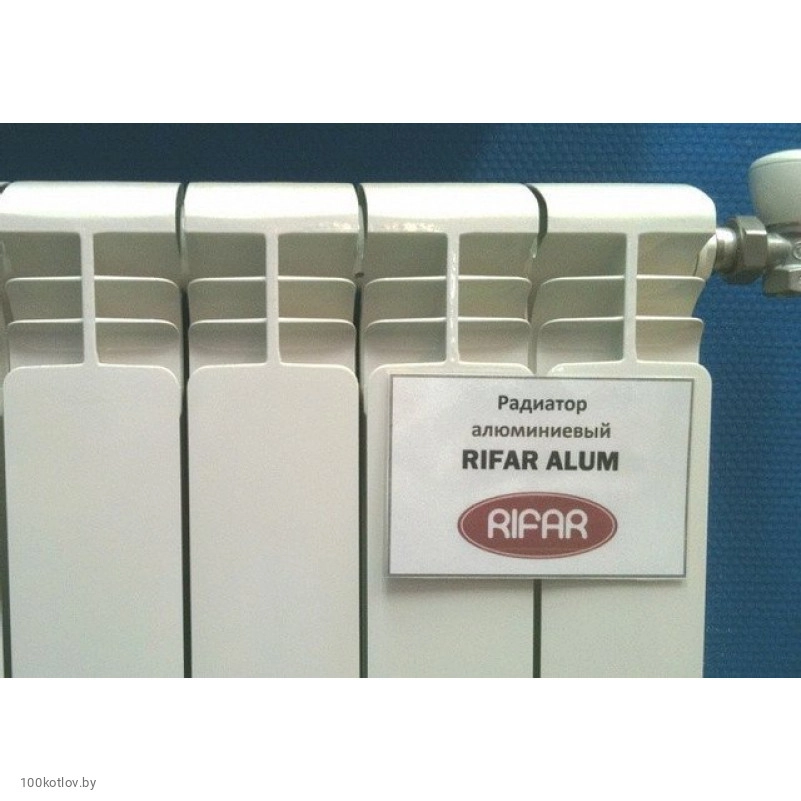 Радиатор
алюминиевый
RIFAR ALUM
RIFAR
100kotlov.by